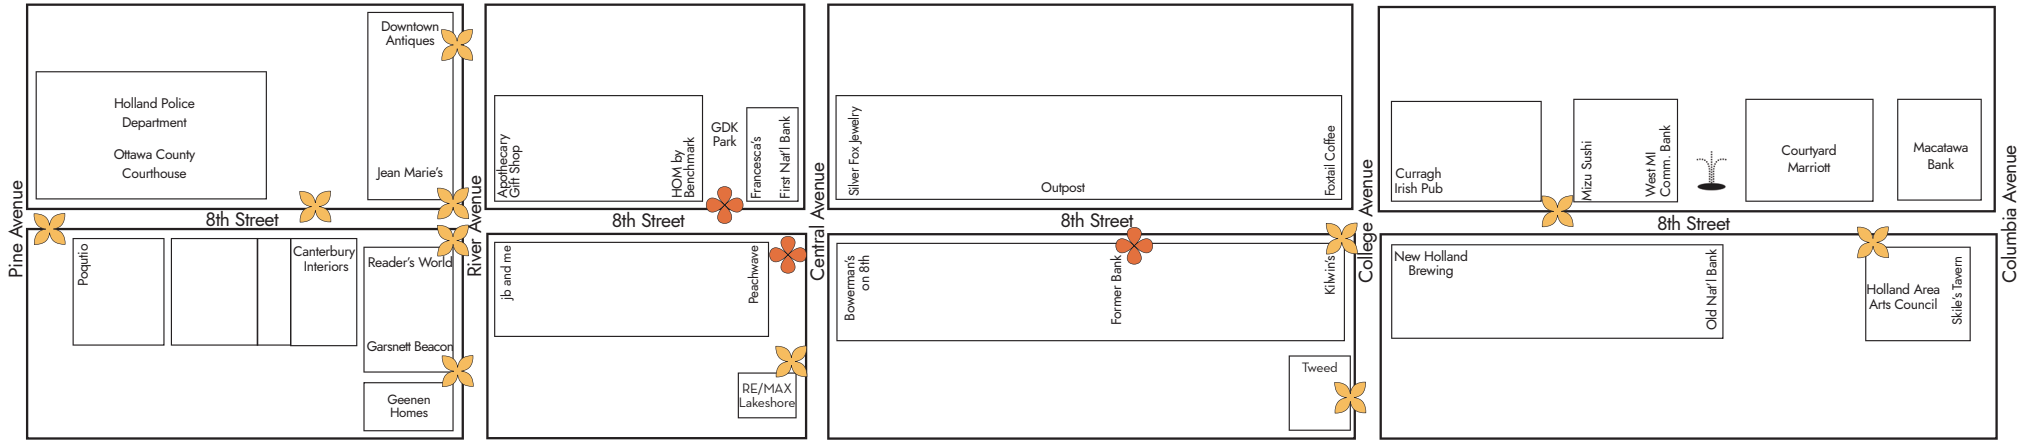 Downtown
Antiques
Holland Police
Department
Ottawa County
Courthouse
Jean Marie's
Apothecary
Gift Shop
HOM by
Benchmark
GDK
Park
Francesca's
First Nat'l Bank
Silver Fox Jewelry
Outpost
Foxtail Coffee
Curragh
Irish Pub
Mizu Sushi
West MI
Comm. Bank
Courtyard
Marriott
Macatawa
Bank
Pine Avenue
8th Street
River Avenue
8th Street
Central Avenue
8th Street
College Avenue
8th Street
Columbia Avenue
Poqutio
Canterbury
Interiors
Reader's World
Garsnett Beacon
Geenen
Homes
jb and me
Peachwave
RE/MAX
Lakeshore
Bowerman's
on 8th
Former Bank
Kilwin's
Tweed
New Holland
Brewing
Old Nat'l Bank
Holland Area
Arts Council
Skile's Tavern